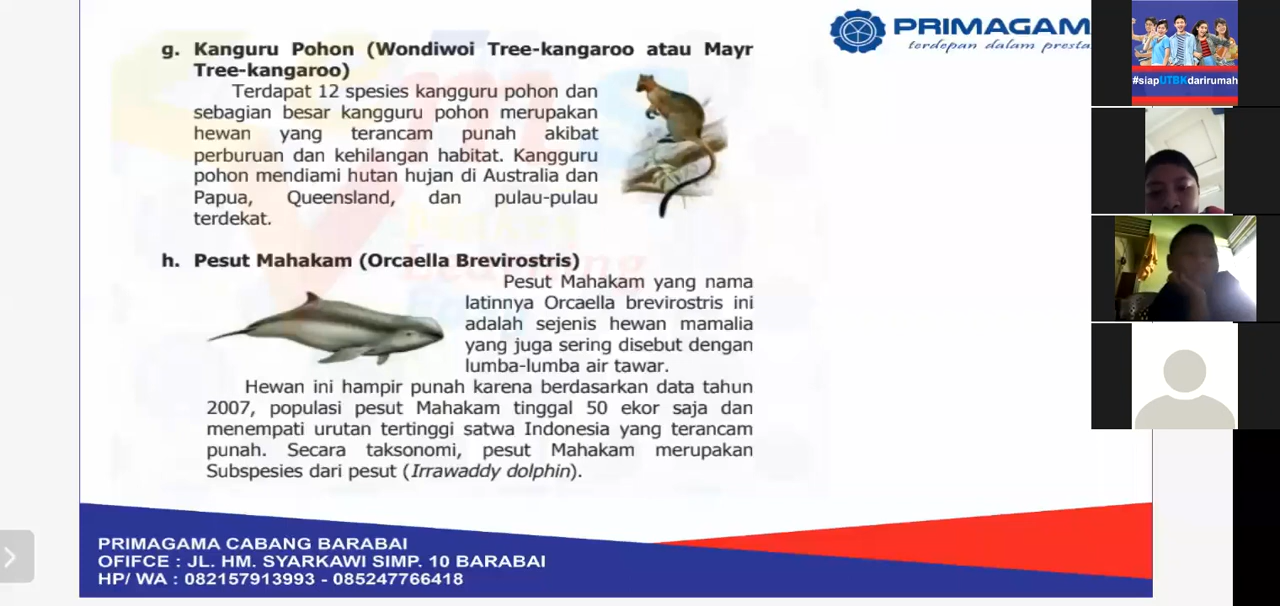 PRIMAGAMA
terdepan dalam presta
#siapUTBKdarirumah
g. Kanguru Pohon (Wondiwoi Tree-kangaroo atau Mayr
Tree-kangaroo)
Terdapat 12 spesies kangguru pohon dan
sebagian besar kangguru pohon merupakan
hewan yang terancam punah akibat
perburuan dan kehilangan habitat. Kangguru
pohon mendiami hutan hujan di Australia dan
Papua, Queensland, dan pulau-pulau
terdekat.
h. Pesut Mahakam (Orcaella Brevirostris)
Pesut Mahakam yang nama
latinnya Orcaella brevirostris ini
adalah sejenis hewan mamalia
yang juga sering disebut dengan
lumba-lumba air tawar.
Hewan ini hampir punah karena berdasarkan data tahun
2007, populasi pesut Mahakam tinggal 50 ekor saja dan
menempati urutan tertinggi satwa Indonesia yang terancam
punah. Secara taksonomi, pesut Mahakam merupakan
Subspesies dari pesut (Irrawaddy dolphin).
PRIMAGAMA CABANG BARABAI
OFIFCE : JL. HM. SYARKAWI SIMP. 10 BARABAI
HP/ WA : 082157913993 - 085247766418